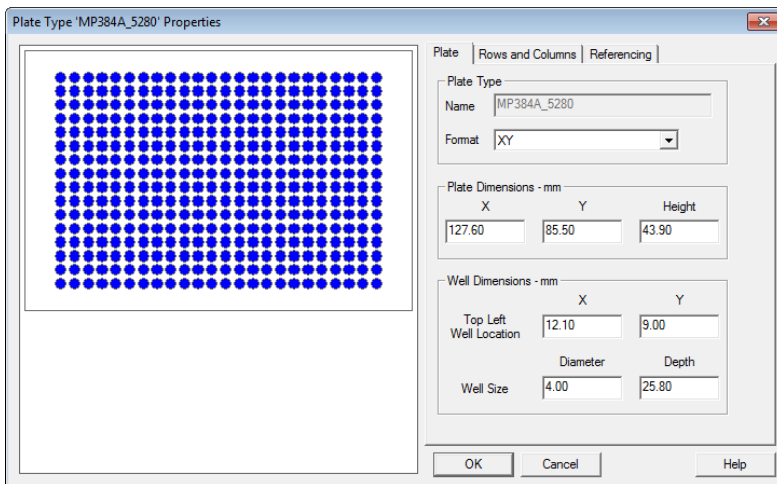 Plate Type 'MP384A_5280' Properties
Plate Rows and Columns Referencing
Plate Type
Name MP384A_5280
Format XY
Plate Dimensions - mm
X Y Height
127.60 85.50 43.90
Well Dimensions - mm
X Y
Top Left
Well Location 12.10 9.00
Diameter Depth
Well Size 4.00 25.80
OK Cancel Help